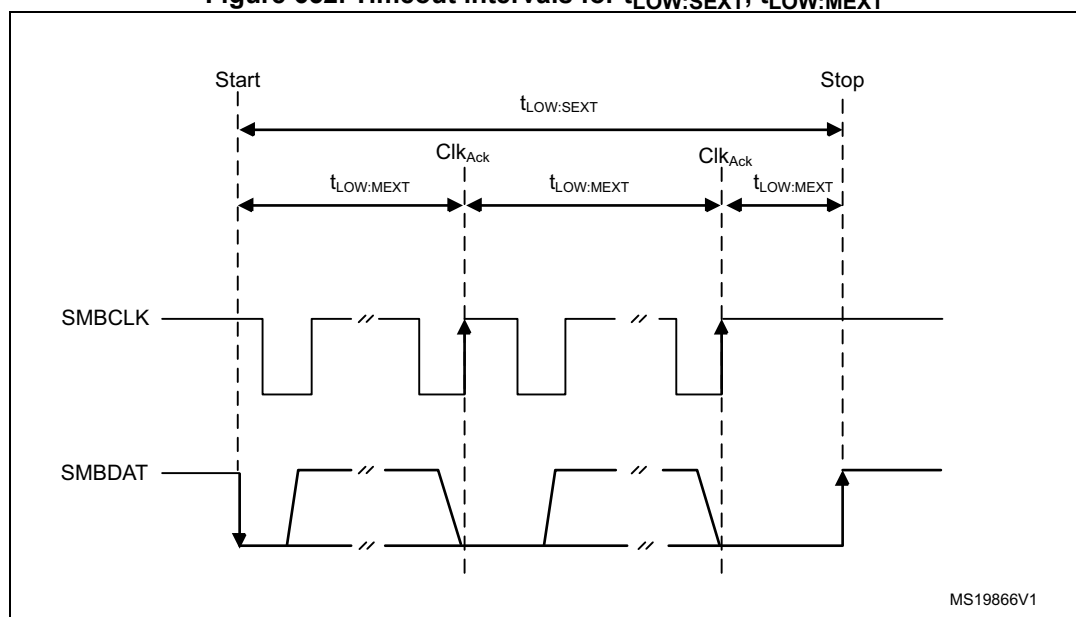 Figure Timeout intervals for tLOW:SEXT, tLOW:MEXT
Start Stop
tLOW:SEXT
ClkAck ClkAck
tLOW:MEXT tLOW:MEXT tLOW:MEXT
SMBCLK
SMBDAT
MS19866V1